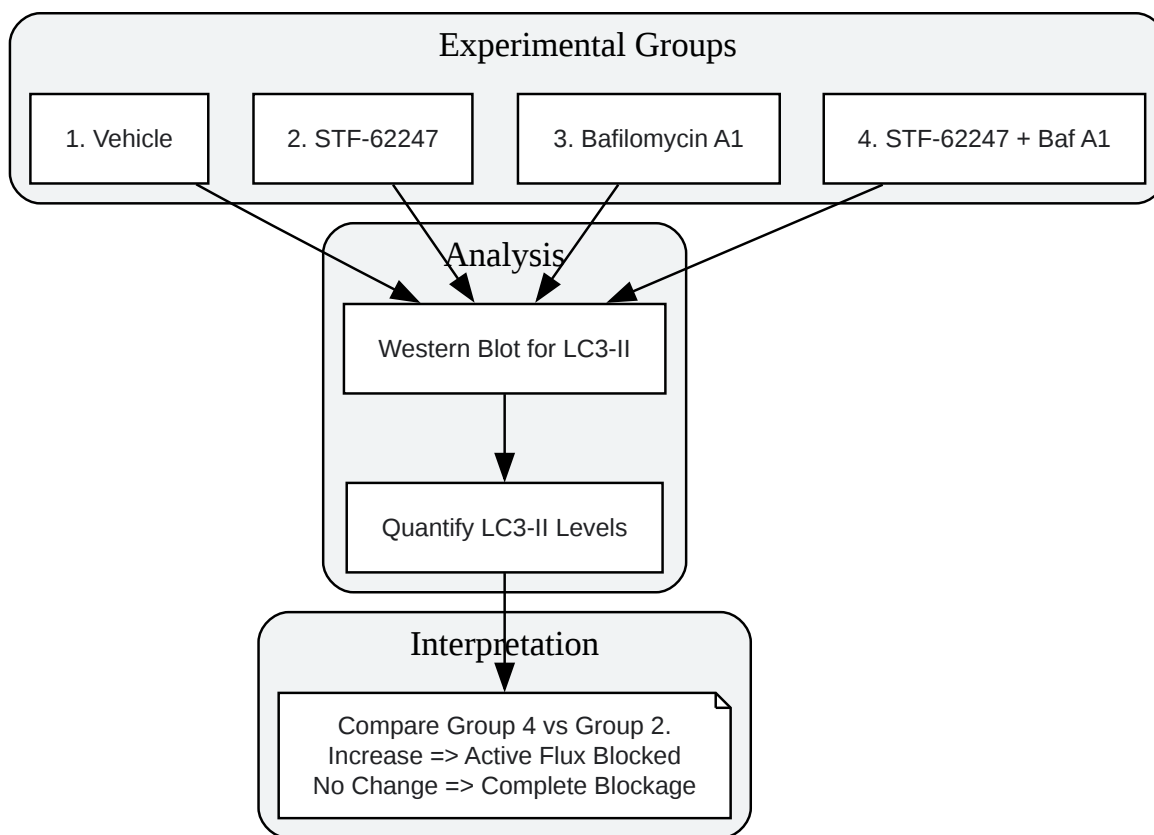 Experimental Groups
1. Vehicle
2. STF-62247
3. Bafilomycin A1
4. STF-62247 + Baf A1
Analysis
Western Blot for LC3-II
Quantify LC3-II Levels
Interpretation
Compare Group 4 vs Group 2.
Increase => Active Flux Blocked
No Change => Complete Blockage